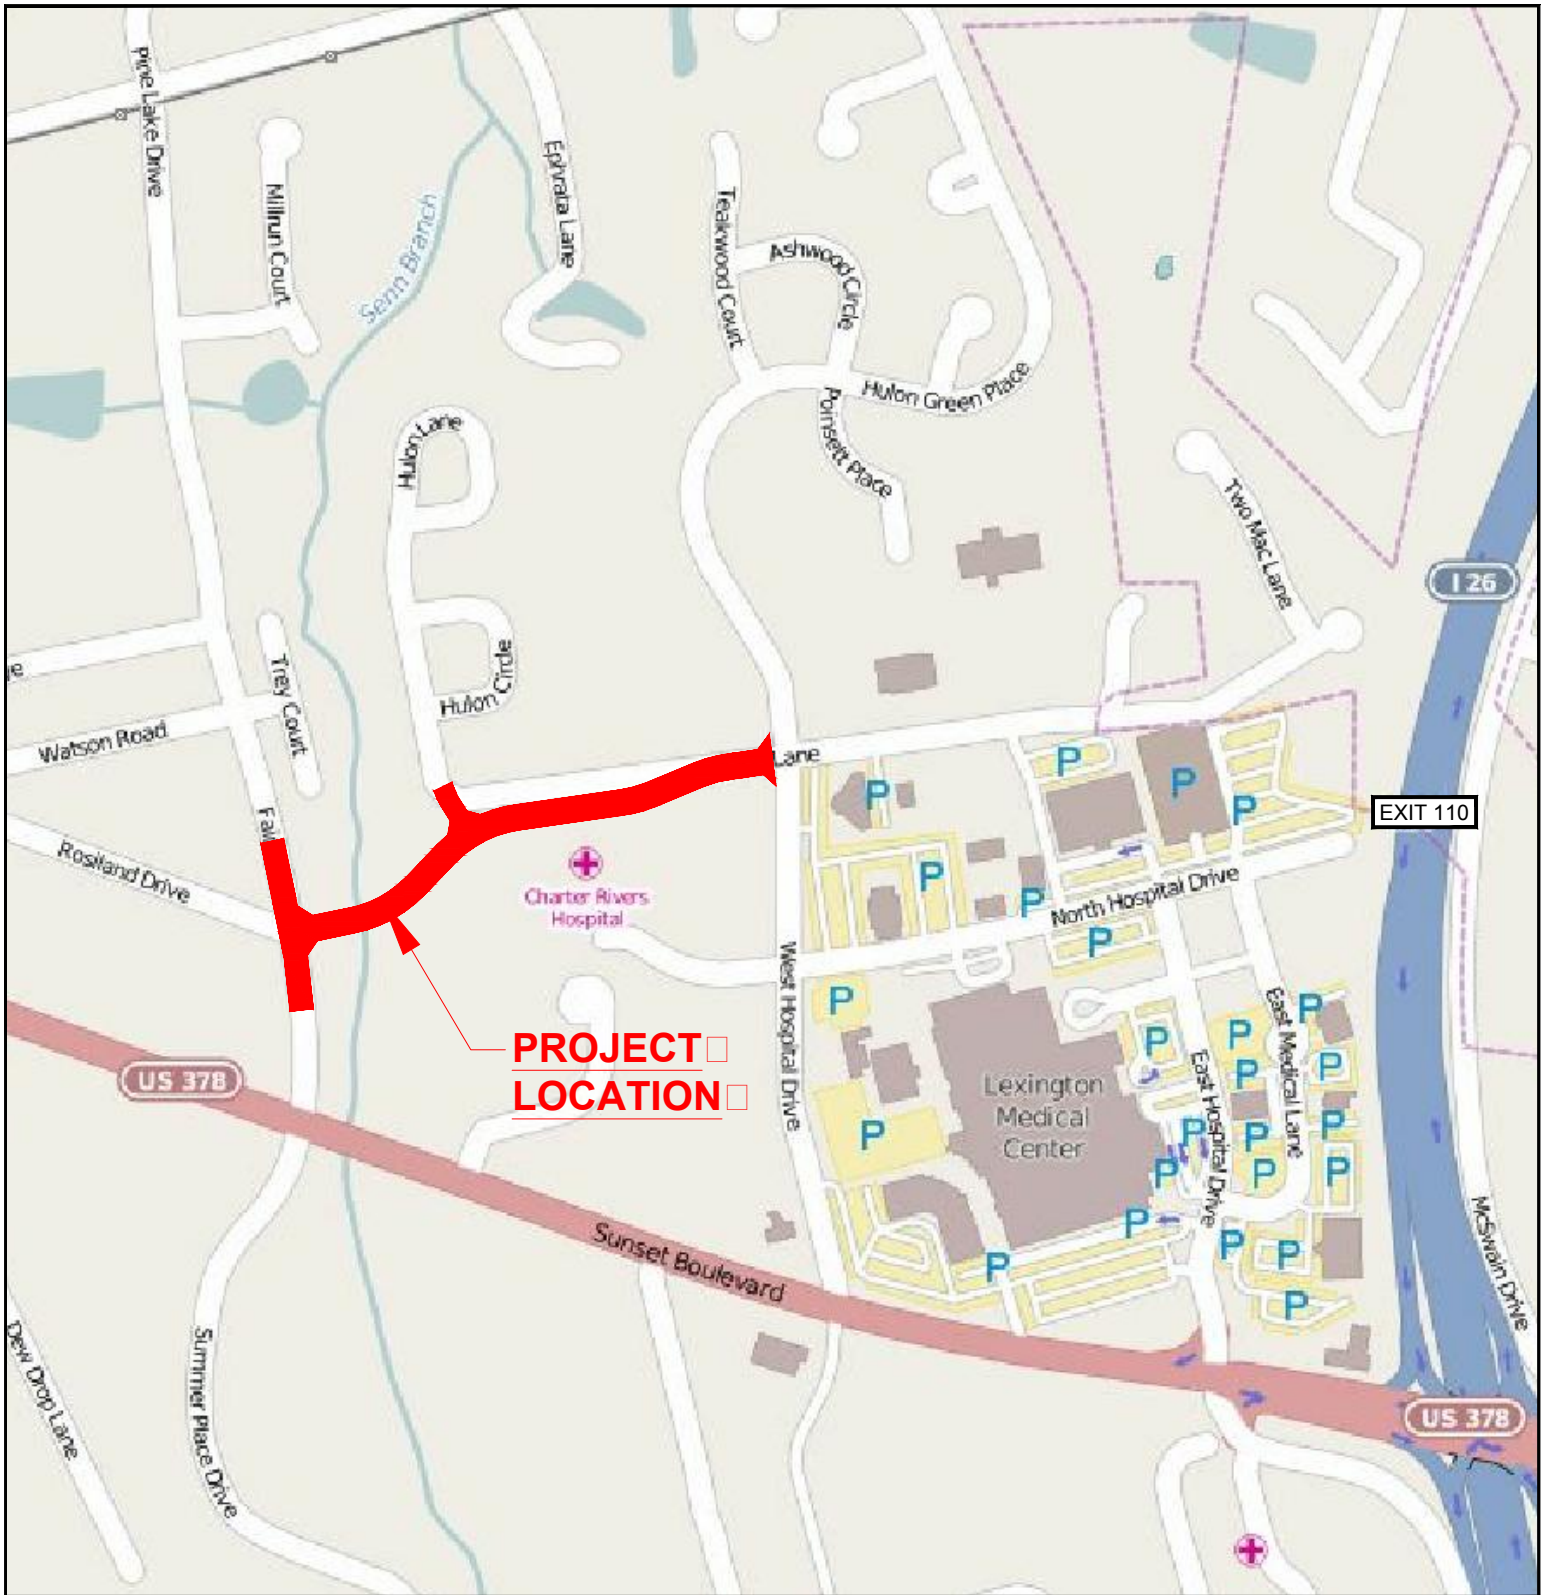 Pine Lake Drive
Millrun Court
Senn Branch
Ephrata Lane
Teakwood Court
Ashwood Circle
Hulon Green Place
Poinsett Place
Hulon Lane
Two Mac Lane
I 26
Trey Court
Hulon Circle
Watson Road
Lane
P
P
P
P
EXIT 110
Rosiland Drive
Charter Rivers
Hospital
P
P
North Hospital Drive
P
West Hospital Drive
P
East Medical Lane
P
P
P
P
PROJECT
LOCATION
US 378
Lexington
Medical
Center
East Hospital Drive
P
P
P
P
P
P
P
P
P
P
P
P
P
Sunset Boulevard
McSwain Drive
Dew Drop Lane
Summer Place Drive
US 378